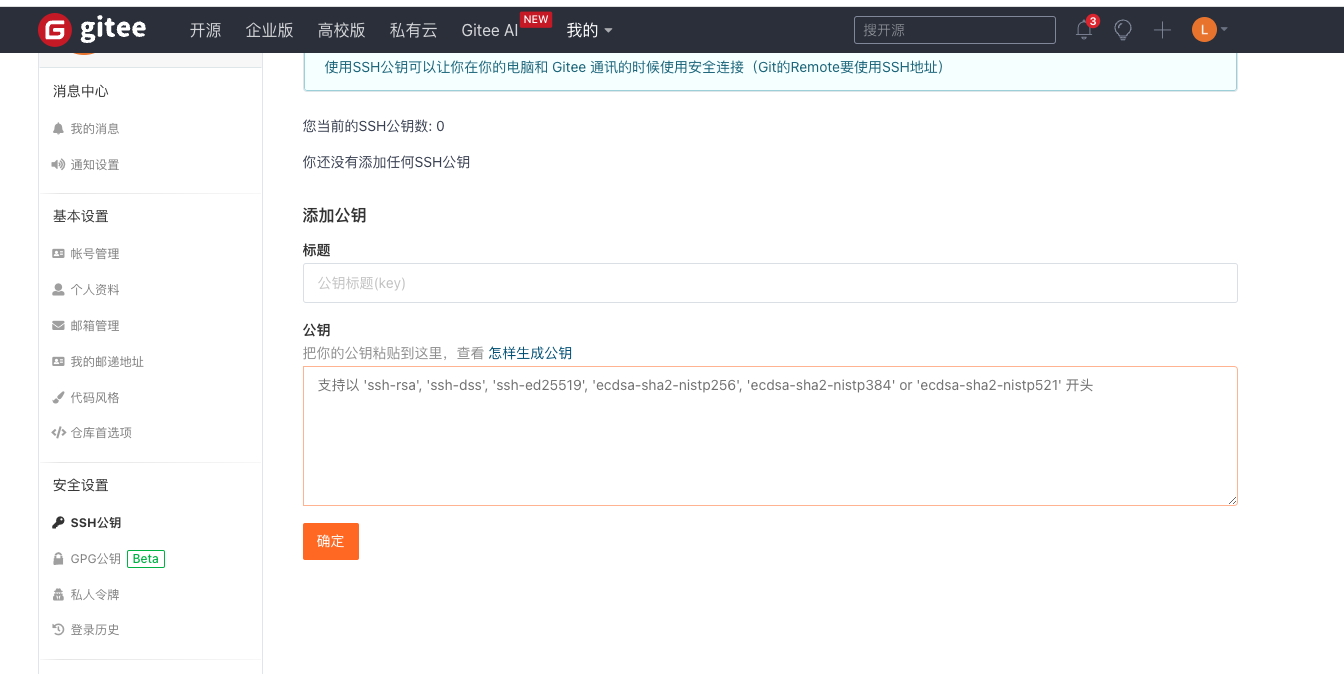 gitee 开源 企业版 高校版 私有云 Gitee AI NEW 我的 搜开源 3 L
使用SSH公钥可以让你在你的电脑和 Gitee 通讯的时候使用安全连接（Git的Remote要使用SSH地址）
消息中心
我的消息
通知设置
基本设置
帐号管理
个人资料
邮箱管理
我的邮递地址
代码风格
仓库首选项
安全设置
SSH公钥
GPG公钥 Beta
私人令牌
登录历史
您当前的SSH公钥数: 0
你还没有添加任何SSH公钥
添加公钥
标题
公钥标题(key)
公钥
把你的公钥粘贴到这里，查看 怎样生成公钥
支持以 'ssh-rsa', 'ssh-dss', 'ssh-ed25519', 'ecdsa-sha2-nistp256', 'ecdsa-sha2-nistp384' or 'ecdsa-sha2-nistp521' 开头
确定